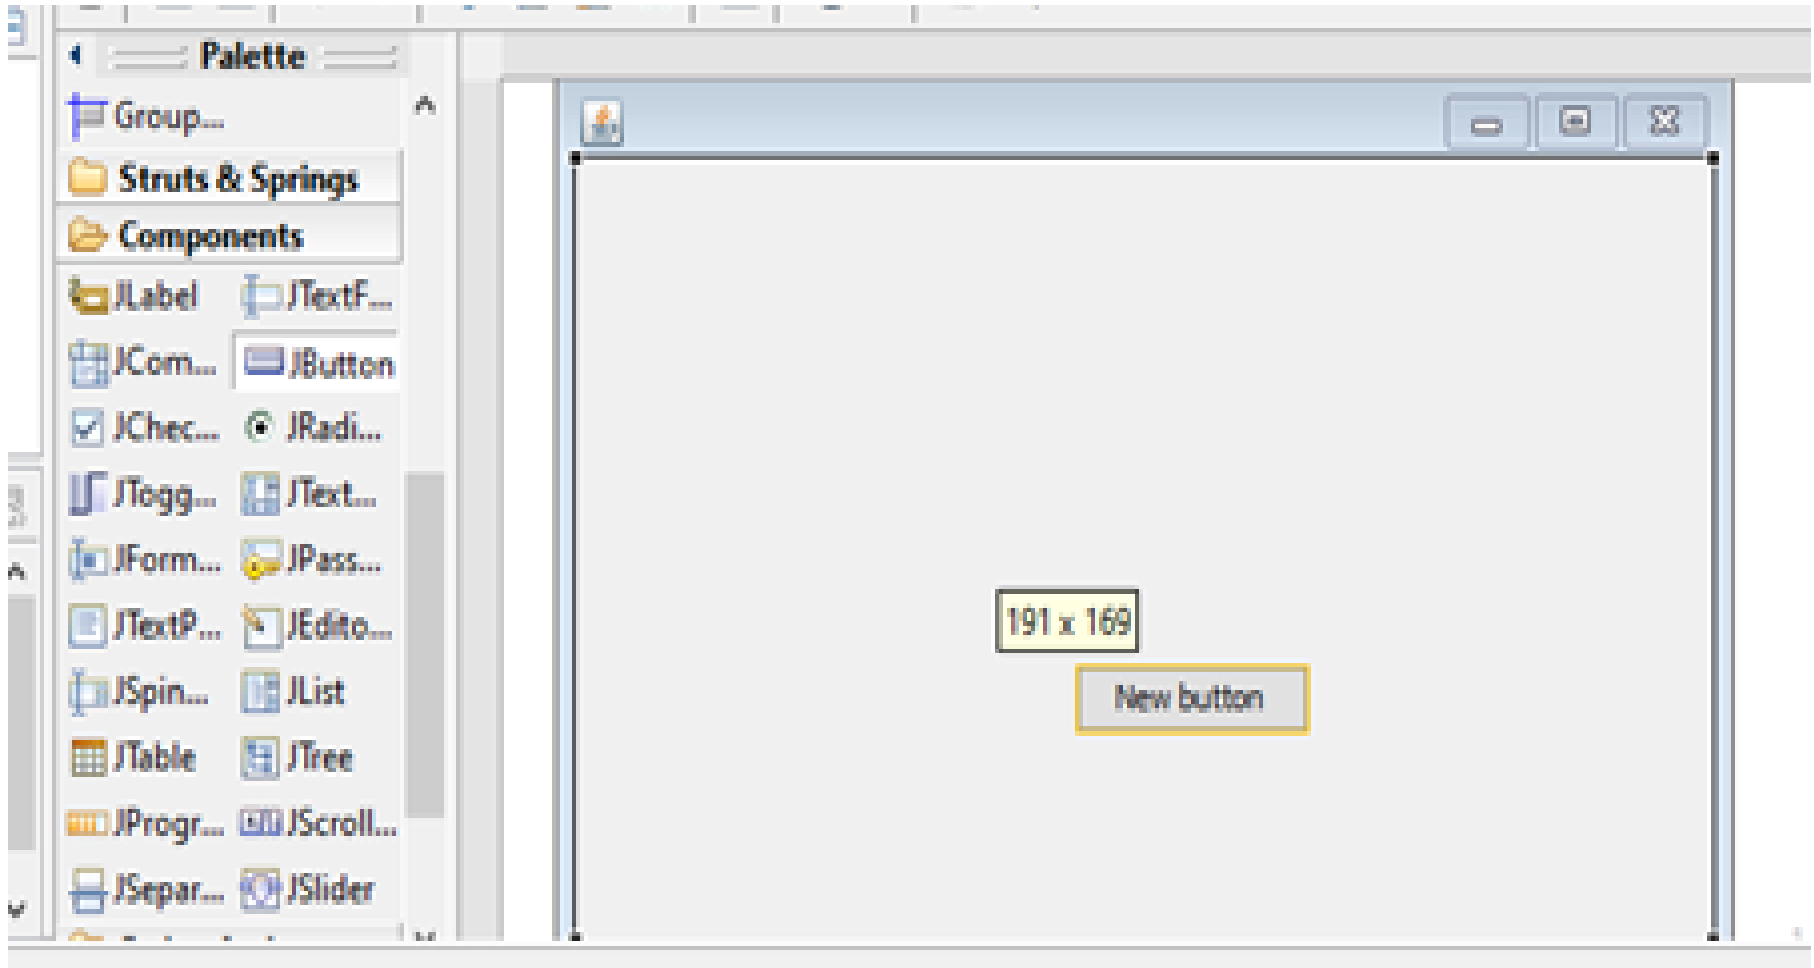 Palette
Group...
Struts & Springs
Components
JLabel JTextF...
JCom... JButton
JChec... JRadi...
JTogg... JText...
JForm... JPass...
JTextP... JEdito...
JSpin... JList
JTable JTree
JProgr... JScroll...
JSepar... JSlider
191 x 169
New button